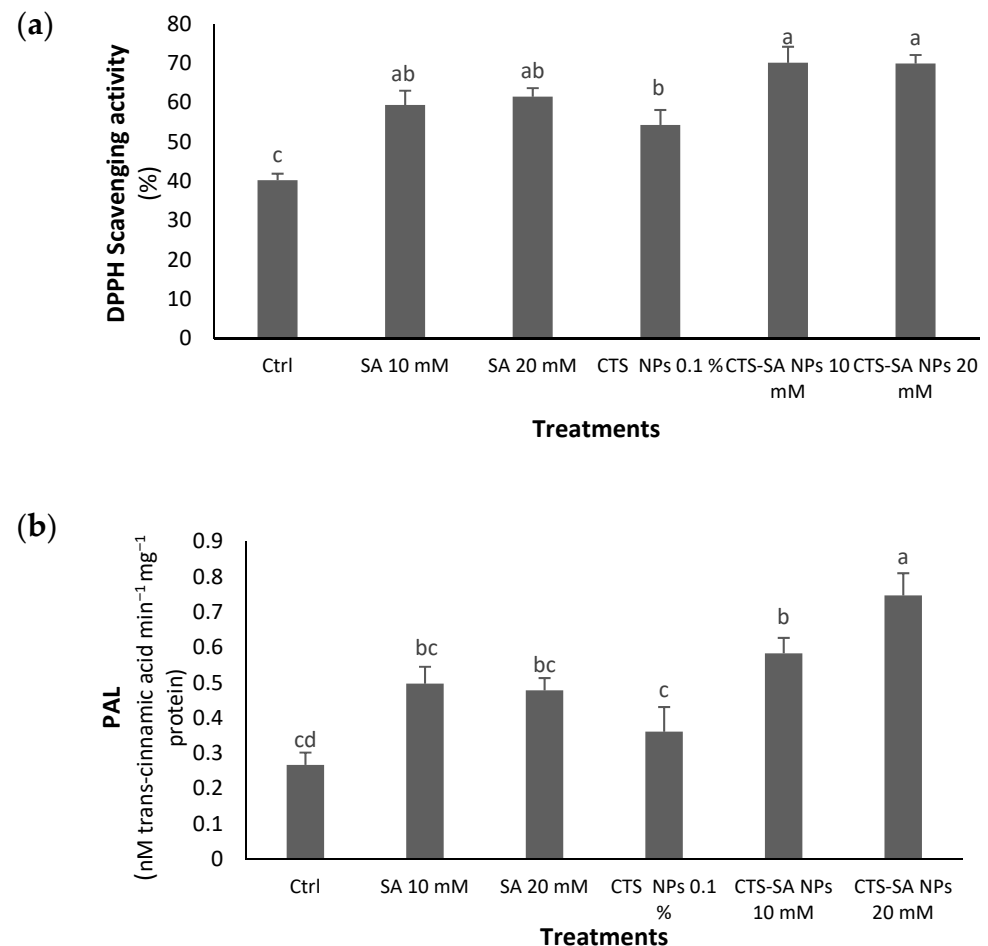 (a)
DPPH Scavenging activity
(%)
80
70
60
50
40
30
20
10
0
c
ab
ab
b
a
a
Ctrl
SA 10 mM
SA 20 mM
CTS NPs 0.1 %
CTS-SA NPs 10
mM
CTS-SA NPs 20
mM
Treatments
(b)
PAL
(nM trans-cinnamic acid min⁻¹ mg⁻¹
protein)
0.9
0.8
0.7
0.6
0.5
0.4
0.3
0.2
0.1
0
cd
bc
bc
c
b
a
Ctrl
SA 10 mM
SA 20 mM
CTS NPs 0.1
%
CTS-SA NPs
10 mM
CTS-SA NPs
20 mM
Treatments